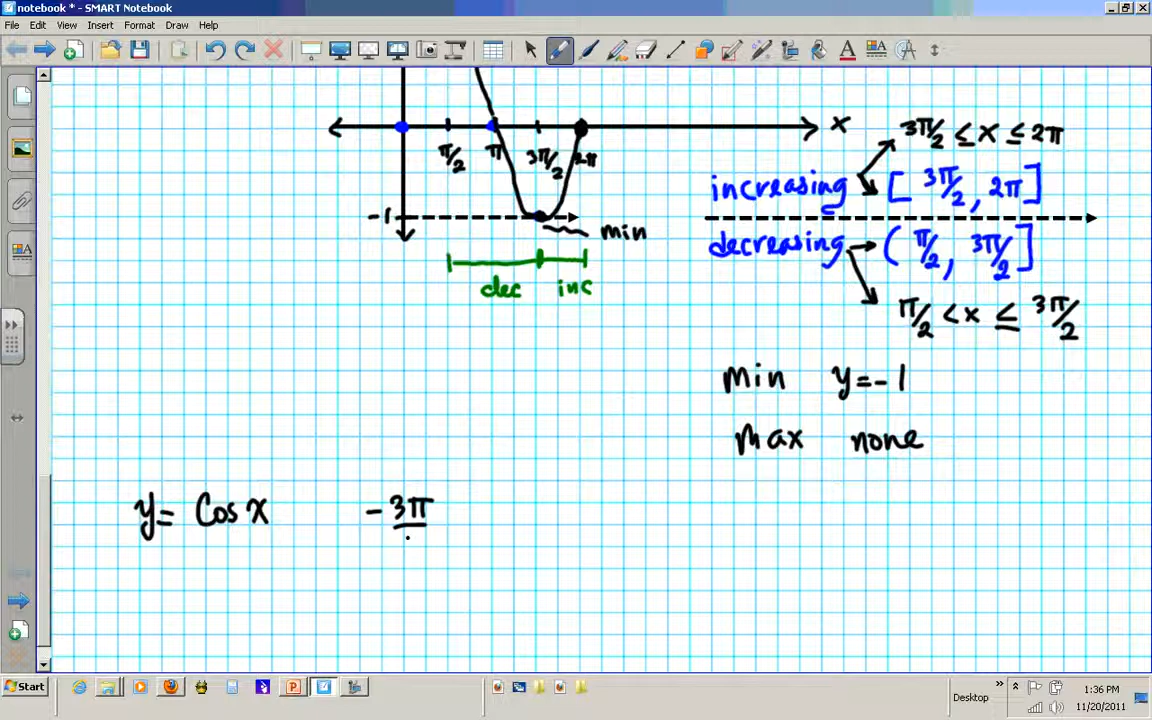 notebook * - SMART Notebook
File Edit View Insert Format Draw Help
x
π/2 π 3π/2 2π
-1
min
dec inc
3π/2 ≤ x ≤ 2π
increasing [ 3π/2, 2π ]
decreasing ( π/2, 3π/2 ]
π/2 < x ≤ 3π/2
min y = -1
max none
y = Cos x -3π
Start
Desktop
1:36 PM
11/20/2011